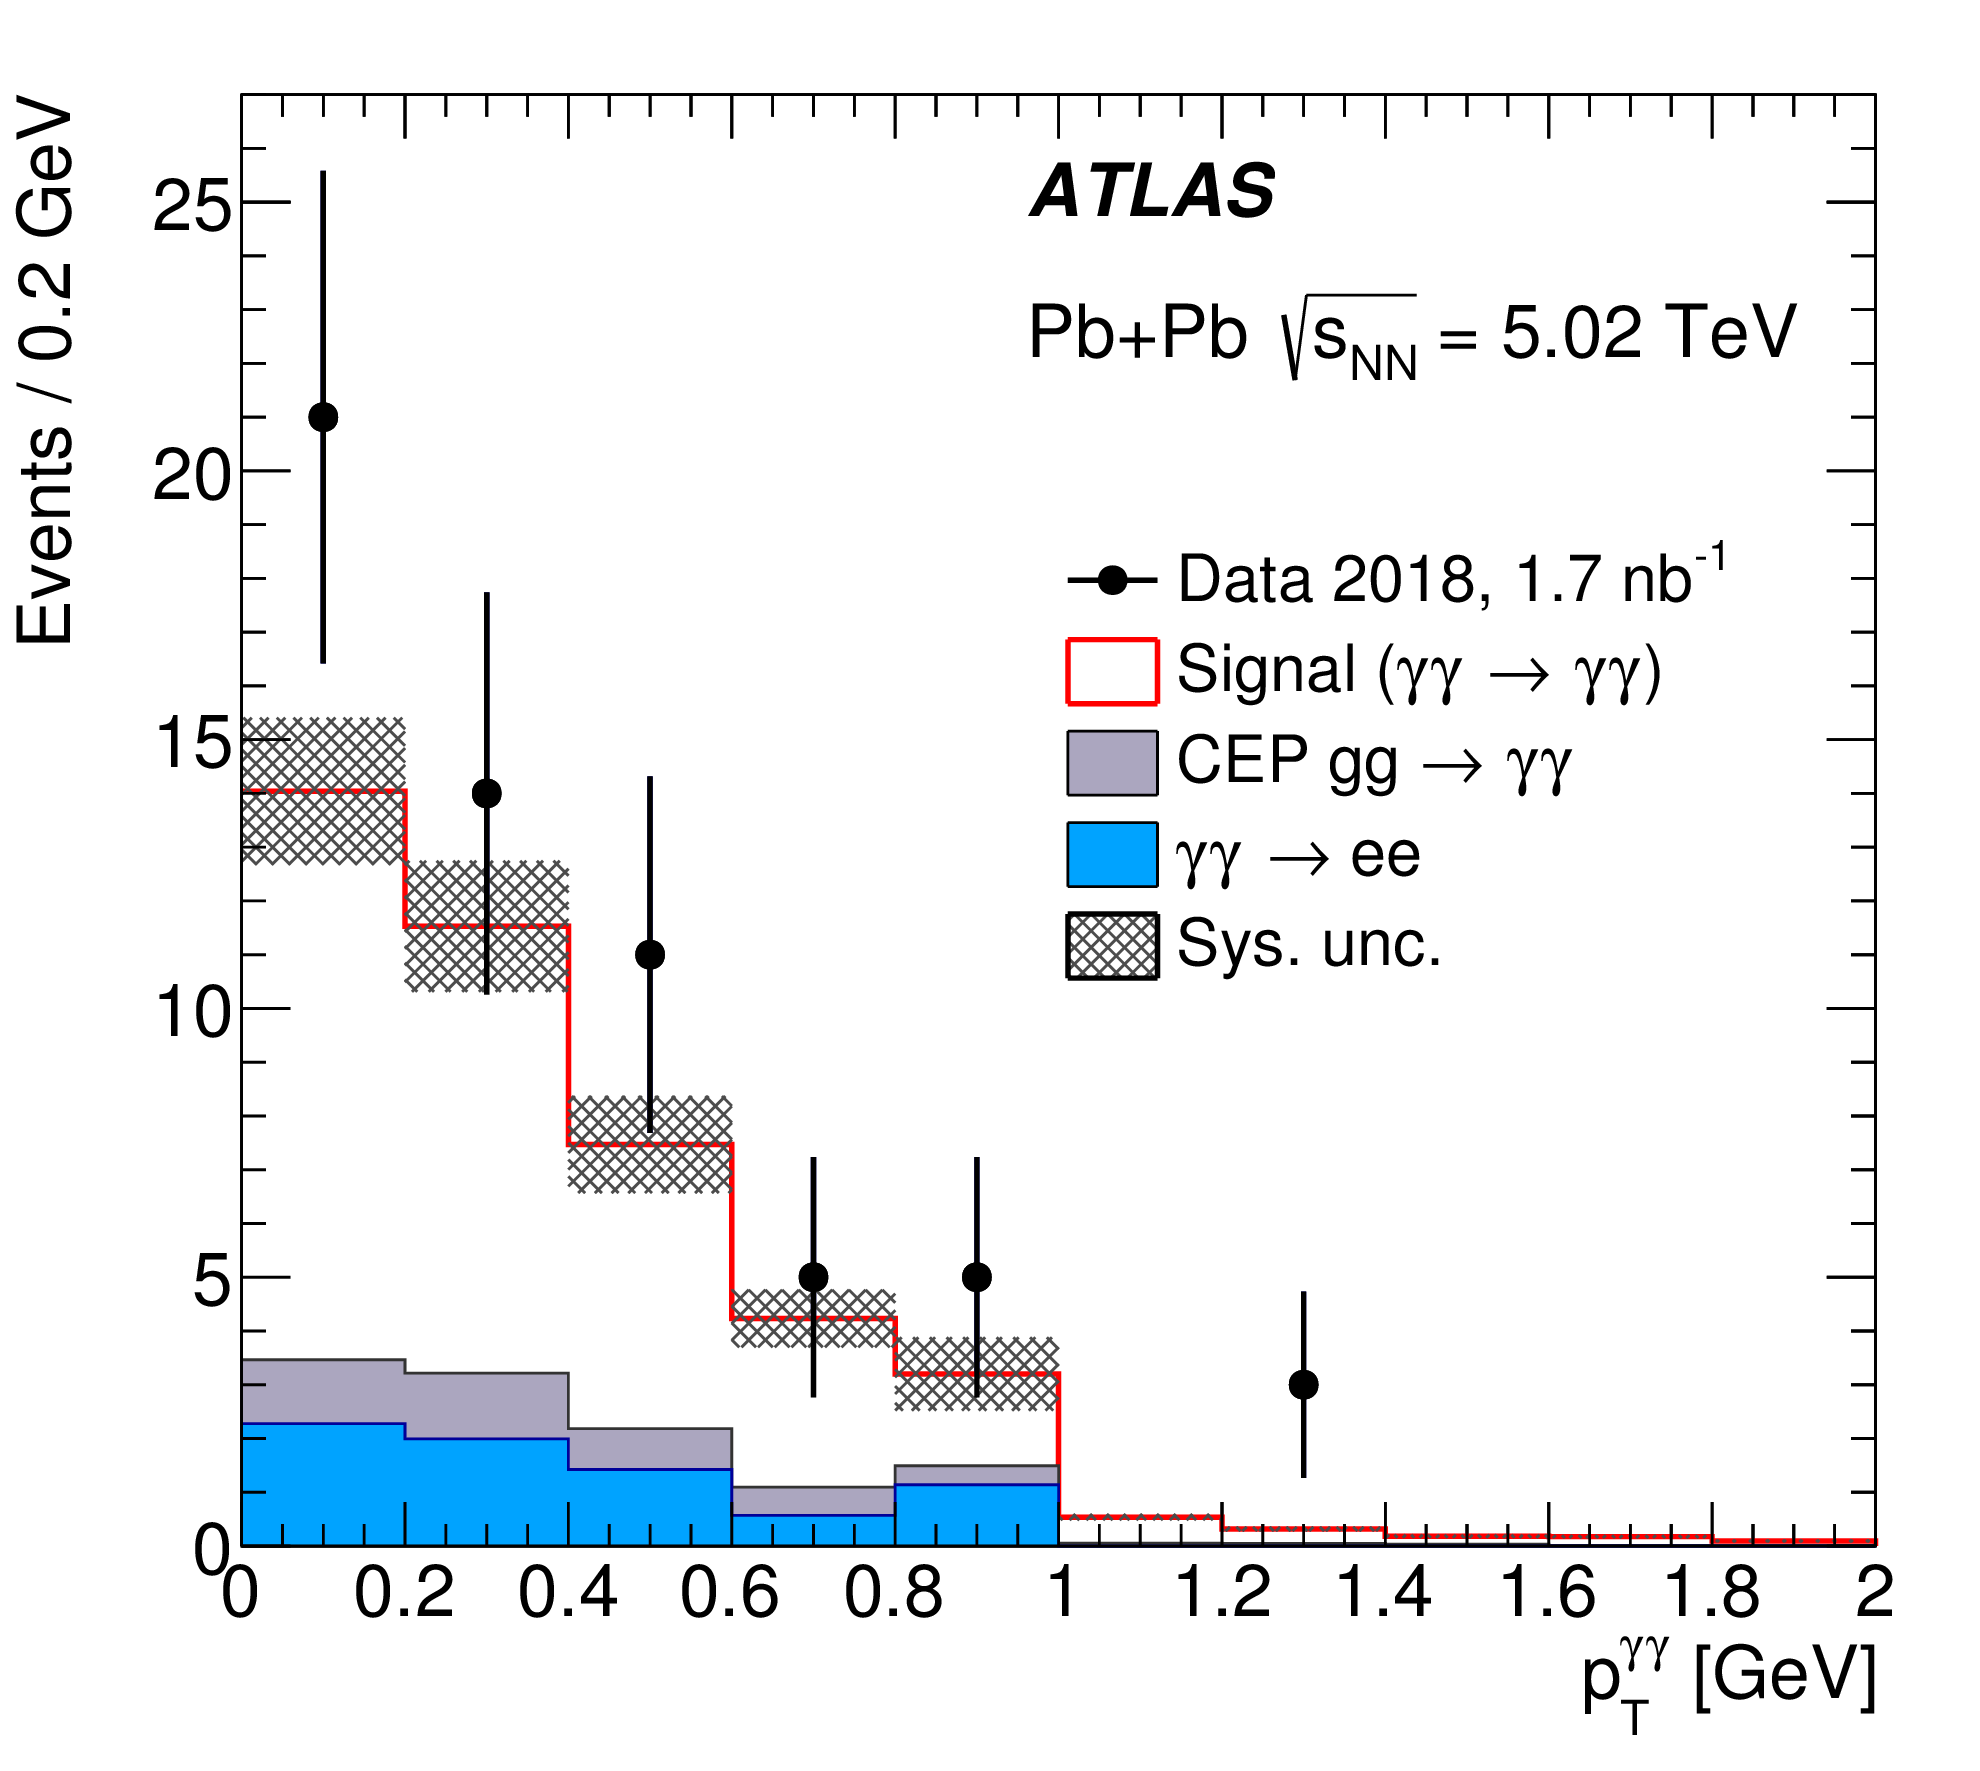 Events / 0.2 GeV
25
20
15
10
5
0
ATLAS
Pb+Pb √sNN = 5.02 TeV
Data 2018, 1.7 nb-1
Signal (γγ → γγ)
CEP gg → γγ
γγ → ee
Sys. unc.
0 0.2 0.4 0.6 0.8 1 1.2 1.4 1.6 1.8 2
pTγγ [GeV]